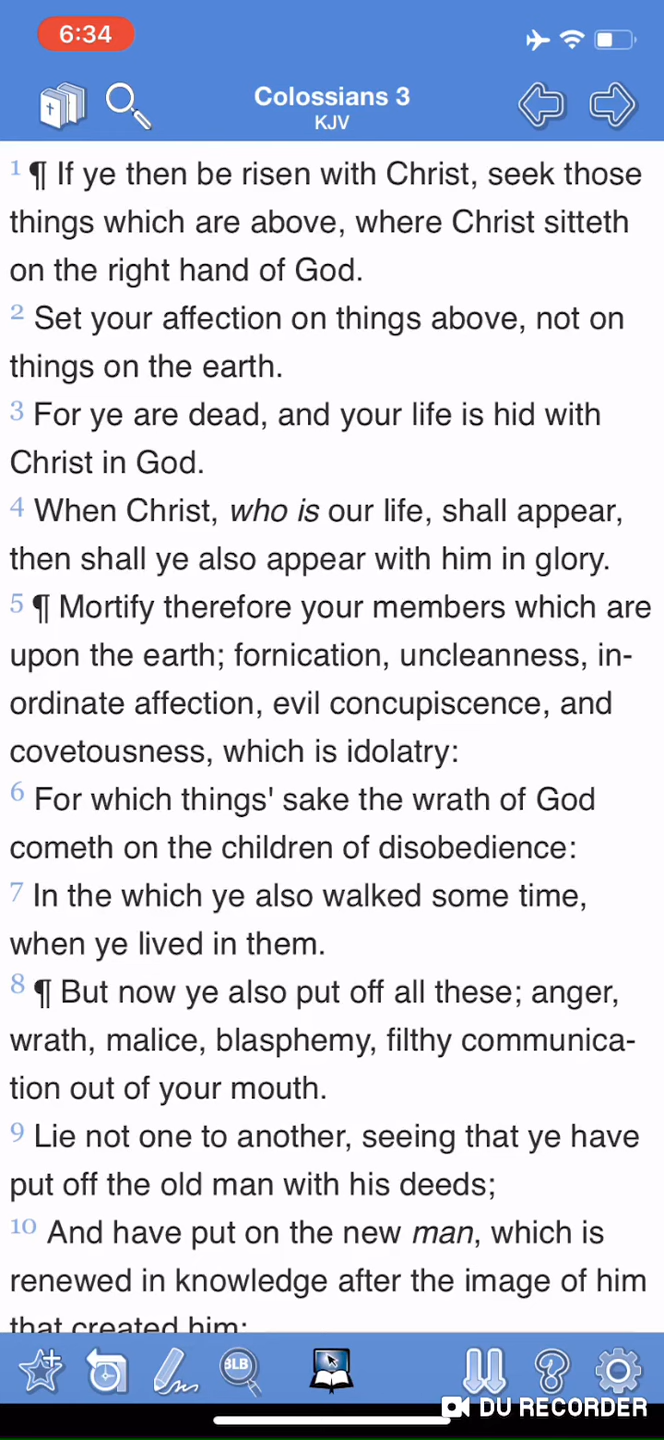 6:34
Colossians 3
KJV
1 ¶ If ye then be risen with Christ, seek those
things which are above, where Christ sitteth
on the right hand of God.
2 Set your affection on things above, not on
things on the earth.
3 For ye are dead, and your life is hid with
Christ in God.
4 When Christ, who is our life, shall appear,
then shall ye also appear with him in glory.
5 ¶ Mortify therefore your members which are
upon the earth; fornication, uncleanness, in-
ordinate affection, evil concupiscence, and
covetousness, which is idolatry:
6 For which things' sake the wrath of God
cometh on the children of disobedience:
7 In the which ye also walked some time,
when ye lived in them.
8 ¶ But now ye also put off all these; anger,
wrath, malice, blasphemy, filthy communica-
tion out of your mouth.
9 Lie not one to another, seeing that ye have
put off the old man with his deeds;
10 And have put on the new man, which is
renewed in knowledge after the image of him
that created him:
BLB
DU RECORDER